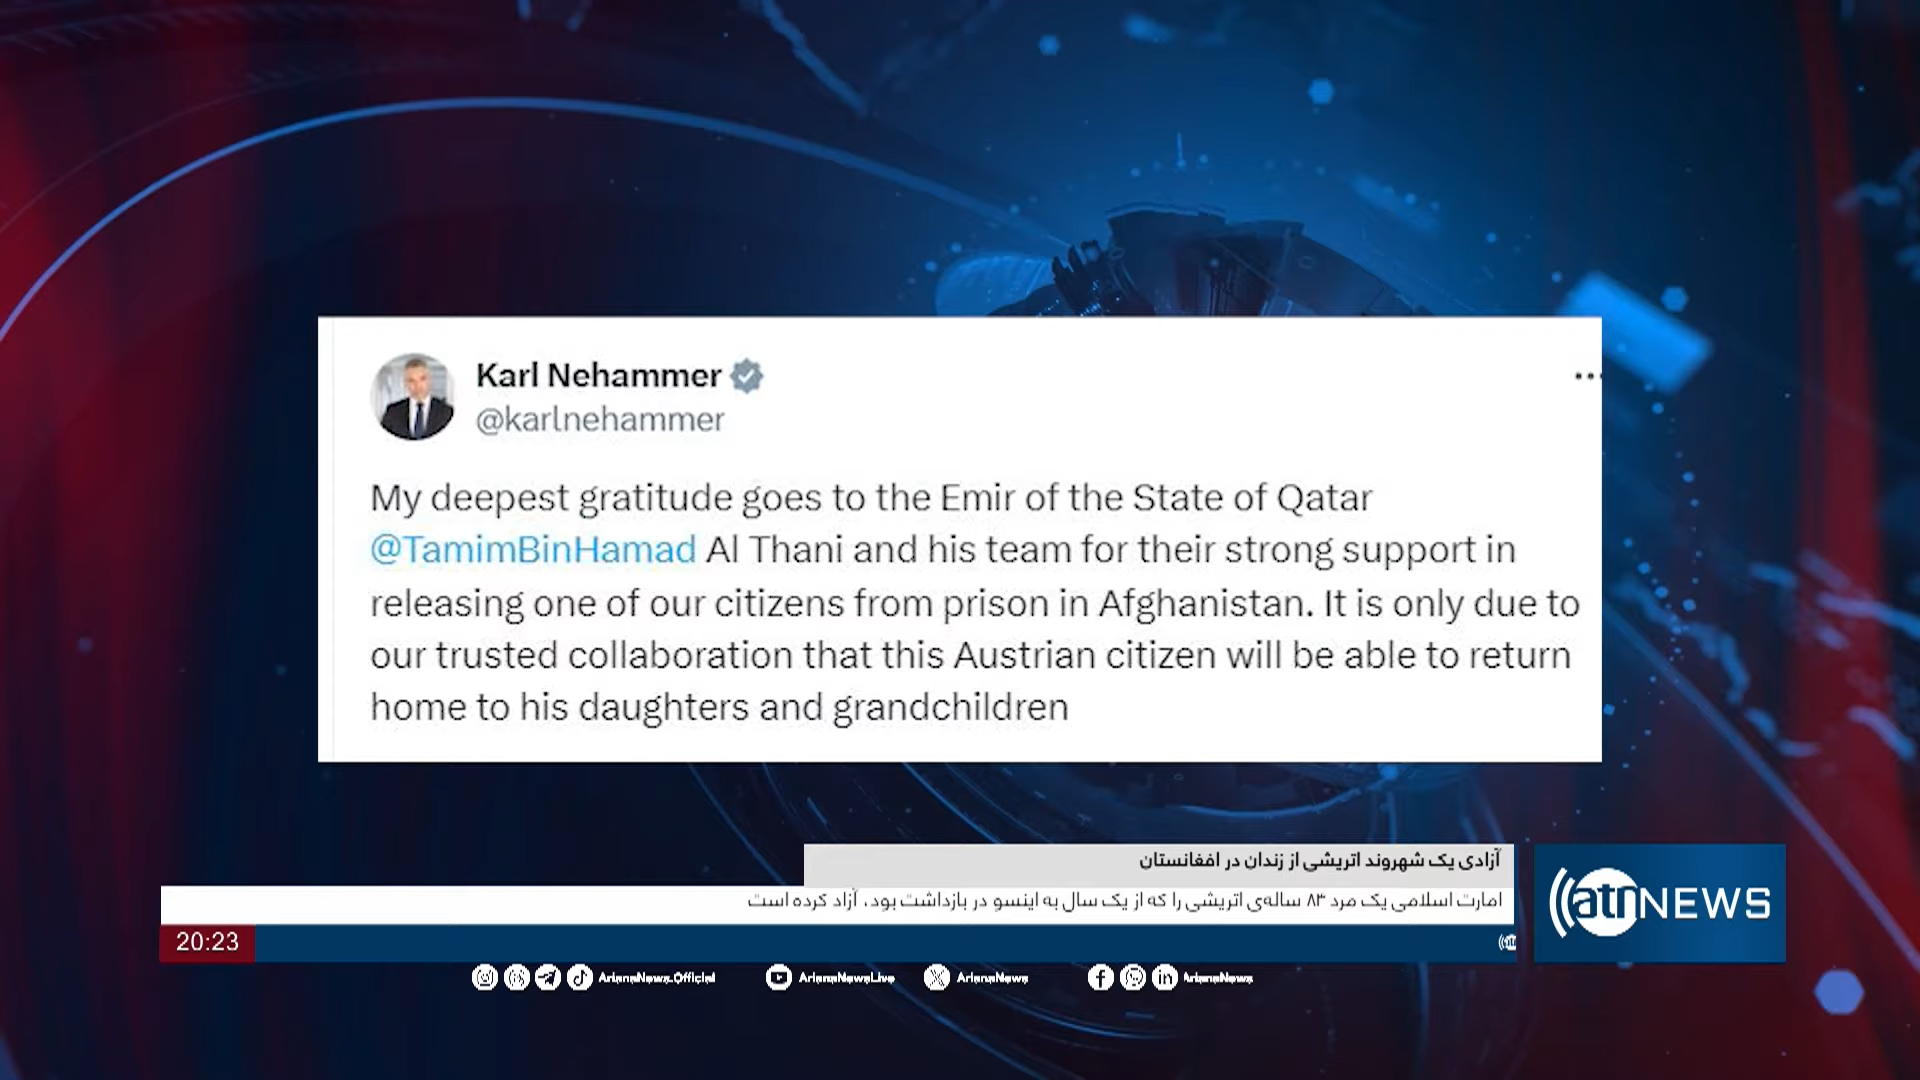 Karl Nehammer
@karlnehammer
My deepest gratitude goes to the Emir of the State of Qatar
@TamimBinHamad Al Thani and his team for their strong support in
releasing one of our citizens from prison in Afghanistan. It is only due to
our trusted collaboration that this Austrian citizen will be able to return
home to his daughters and grandchildren
آزادی یک شهروند اتریشی از زندان در افغانستان
امارت اسلامی یک مرد ۸۳ ساله‌ی اتریشی را که از یک سال به اینسو در بازداشت بود، آزاد کرده است
atn NEWS
20:23
ArianaNews.Official ArianaNewsLive ArianaNews ArianaNews